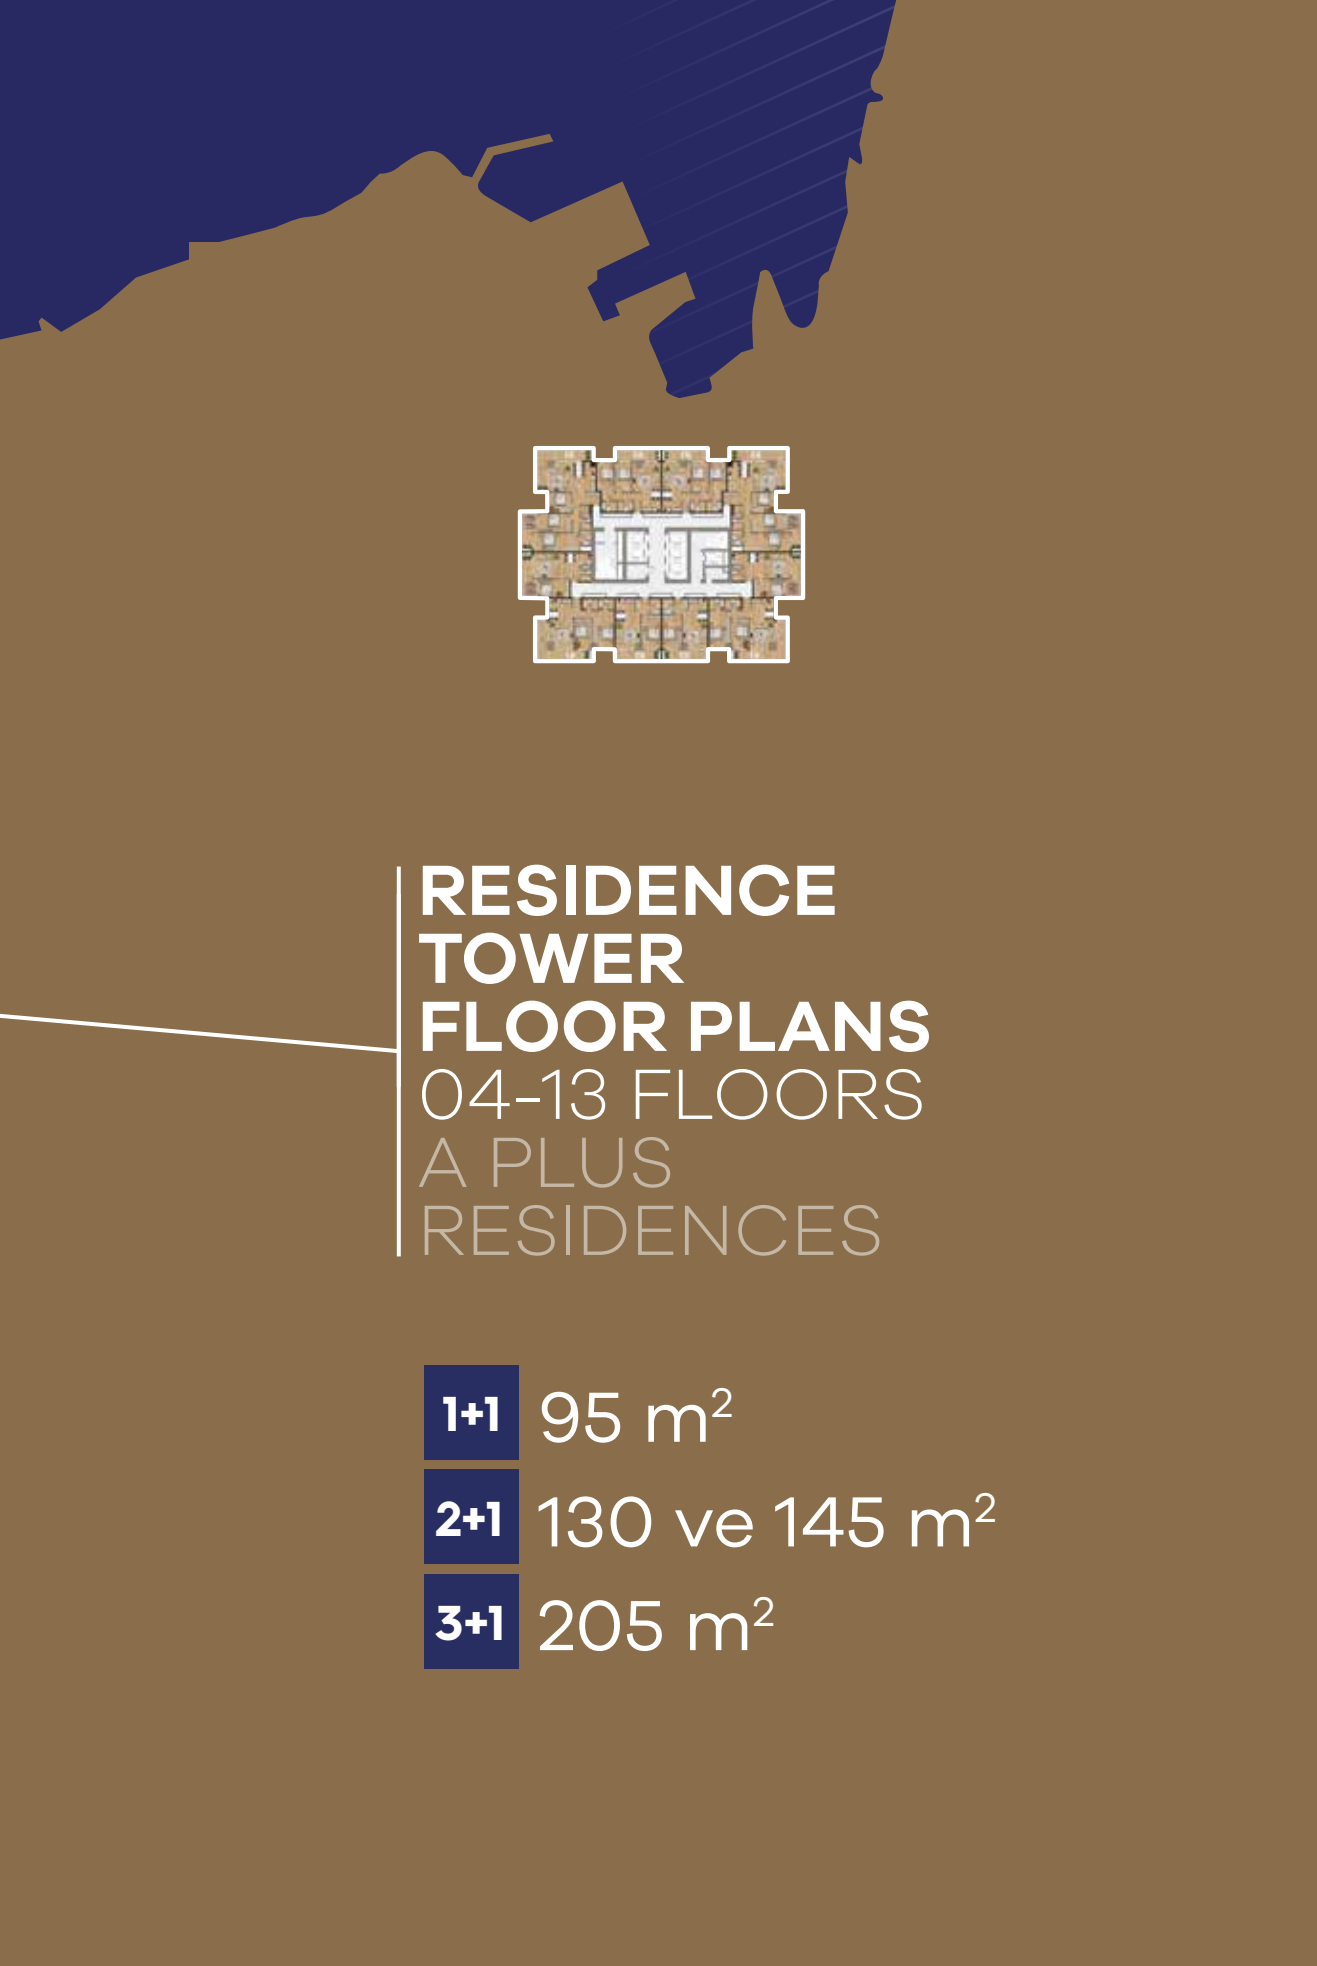 RESIDENCE
TOWER
FLOOR PLANS
04-13 FLOORS
A PLUS
RESIDENCES
1+1 95 m²
2+1 130 ve 145 m²
3+1 205 m²